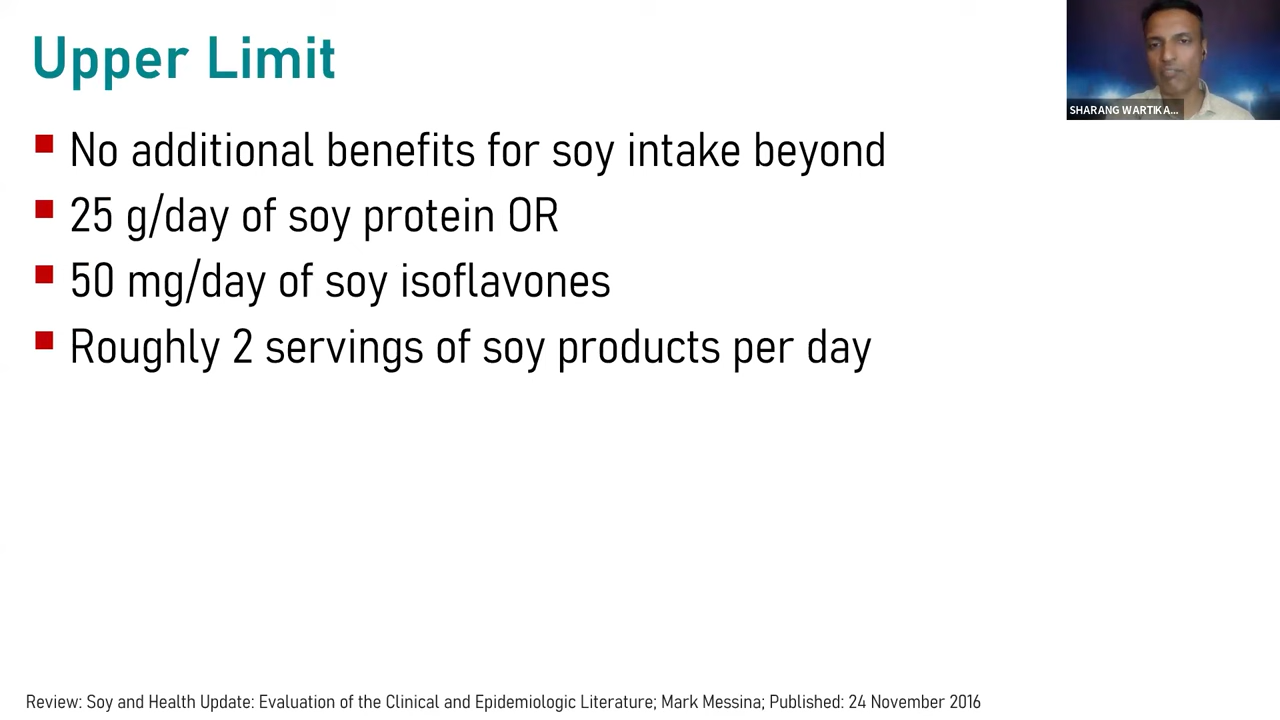 Upper Limit
SHARANG WARTIKA...
No additional benefits for soy intake beyond
25 g/day of soy protein OR
50 mg/day of soy isoflavones
Roughly 2 servings of soy products per day
Review: Soy and Health Update: Evaluation of the Clinical and Epidemiologic Literature; Mark Messina; Published: 24 November 2016